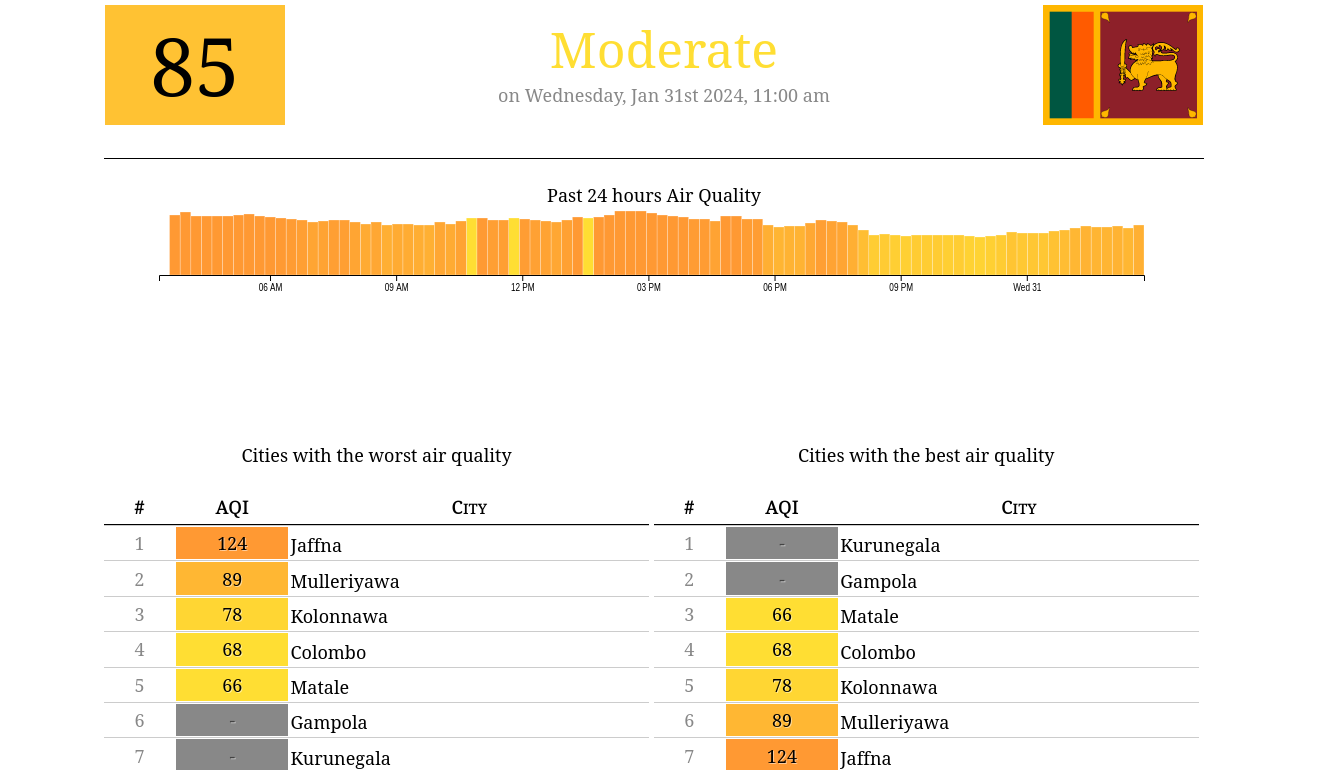 85
Moderate
on Wednesday, Jan 31st 2024, 11:00 am
Past 24 hours Air Quality
06 AM 09 AM 12 PM 03 PM 06 PM 09 PM Wed 31
Cities with the worst air quality
# AQI City
1 124 Jaffna
2 89 Mulleriyawa
3 78 Kolonnawa
4 68 Colombo
5 66 Matale
6 - Gampola
7 - Kurunegala
Cities with the best air quality
# AQI City
1 - Kurunegala
2 - Gampola
3 66 Matale
4 68 Colombo
5 78 Kolonnawa
6 89 Mulleriyawa
7 124 Jaffna